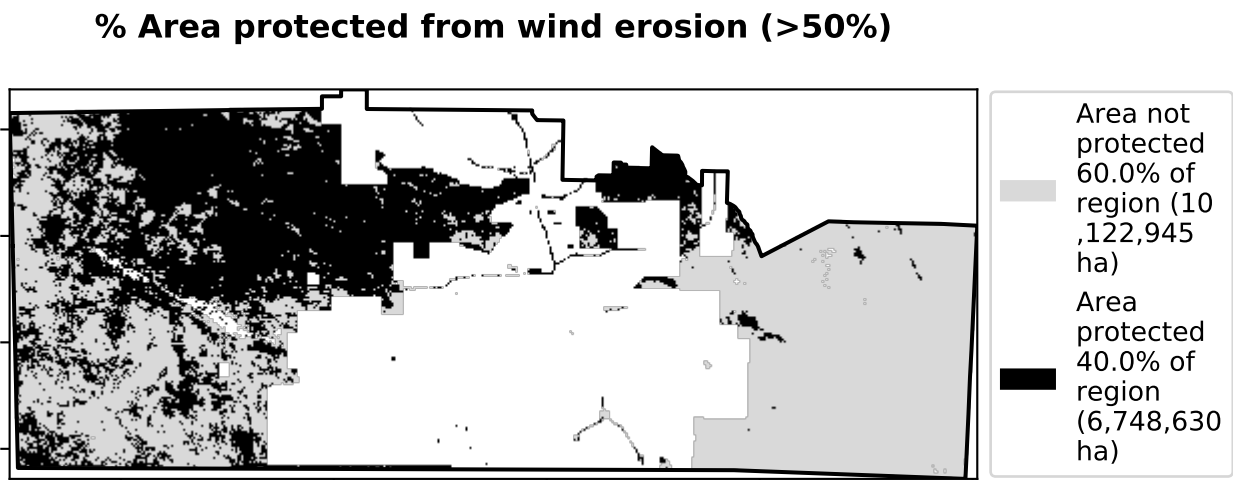 % Area protected from wind erosion (>50%)
Area not
protected
60.0% of
region (10
,122,945
ha)
Area
protected
40.0% of
region
(6,748,630
ha)